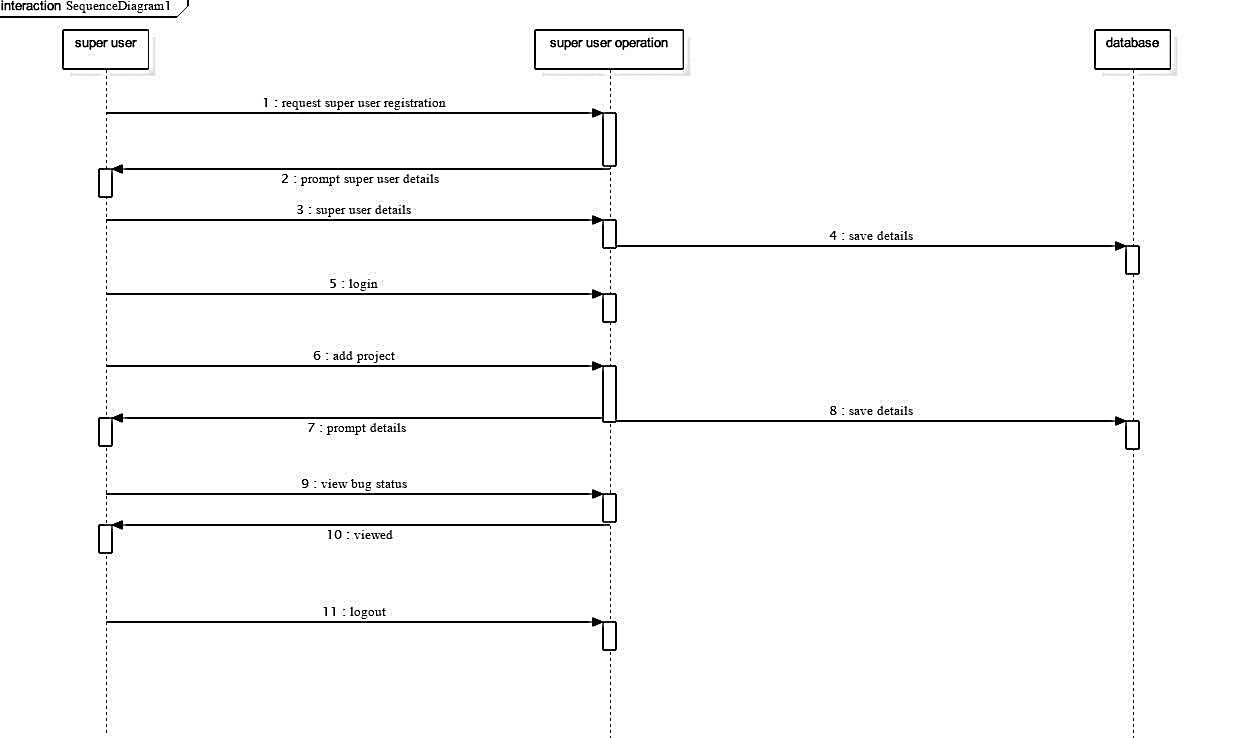 interaction SequenceDiagram1
super user
super user operation
database
1 : request super user registration
2 : prompt super user details
3 : super user details
4 : save details
5 : login
6 : add project
7 : prompt details
8 : save details
9 : view bug status
10 : viewed
11 : logout